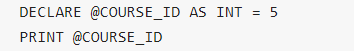 DECLARE @COURSE_ID AS INT = 5
PRINT @COURSE_ID